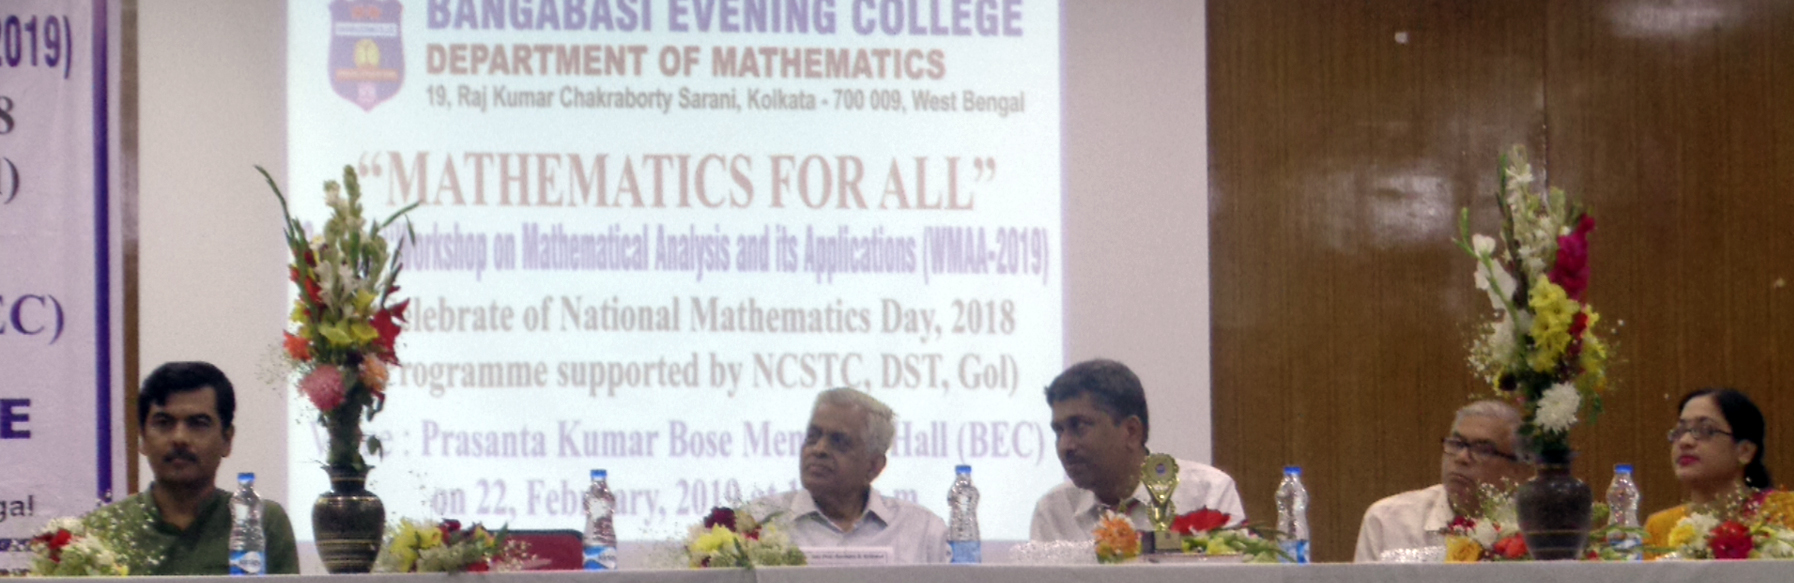 2019)
8
EC)
E
gal
BANGABASI EVENING COLLEGE
DEPARTMENT OF MATHEMATICS
19, Raj Kumar Chakraborty Sarani, Kolkata - 700 009, West Bengal
“MATHEMATICS FOR ALL”
Workshop on Mathematical Analysis and its Applications (WMAA-2019)
elebrate of National Mathematics Day, 2018
rogramme supported by NCSTC, DST, GoI)
: Prasanta Kumar Bose Mem Hall (BEC)
on 22, February, 2019 at m